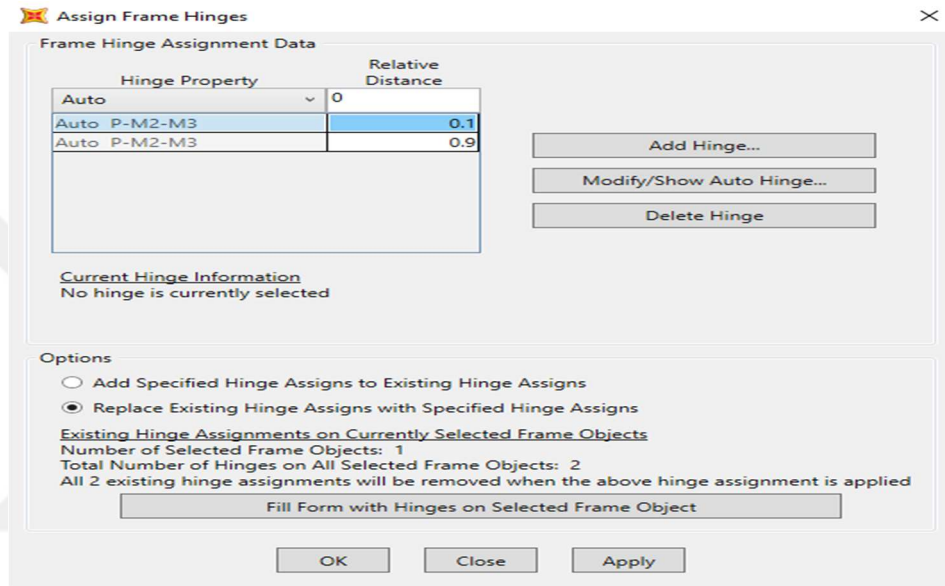 Assign Frame Hinges
Frame Hinge Assignment Data
Hinge Property
Relative
Distance
Auto
0
Auto P-M2-M3 0.1
Auto P-M2-M3 0.9
Add Hinge...
Modify/Show Auto Hinge...
Delete Hinge
Current Hinge Information
No hinge is currently selected
Options
Add Specified Hinge Assigns to Existing Hinge Assigns
Replace Existing Hinge Assigns with Specified Hinge Assigns
Existing Hinge Assignments on Currently Selected Frame Objects
Number of Selected Frame Objects: 1
Total Number of Hinges on All Selected Frame Objects: 2
All 2 existing hinge assignments will be removed when the above hinge assignment is applied
Fill Form with Hinges on Selected Frame Object
OK Close Apply